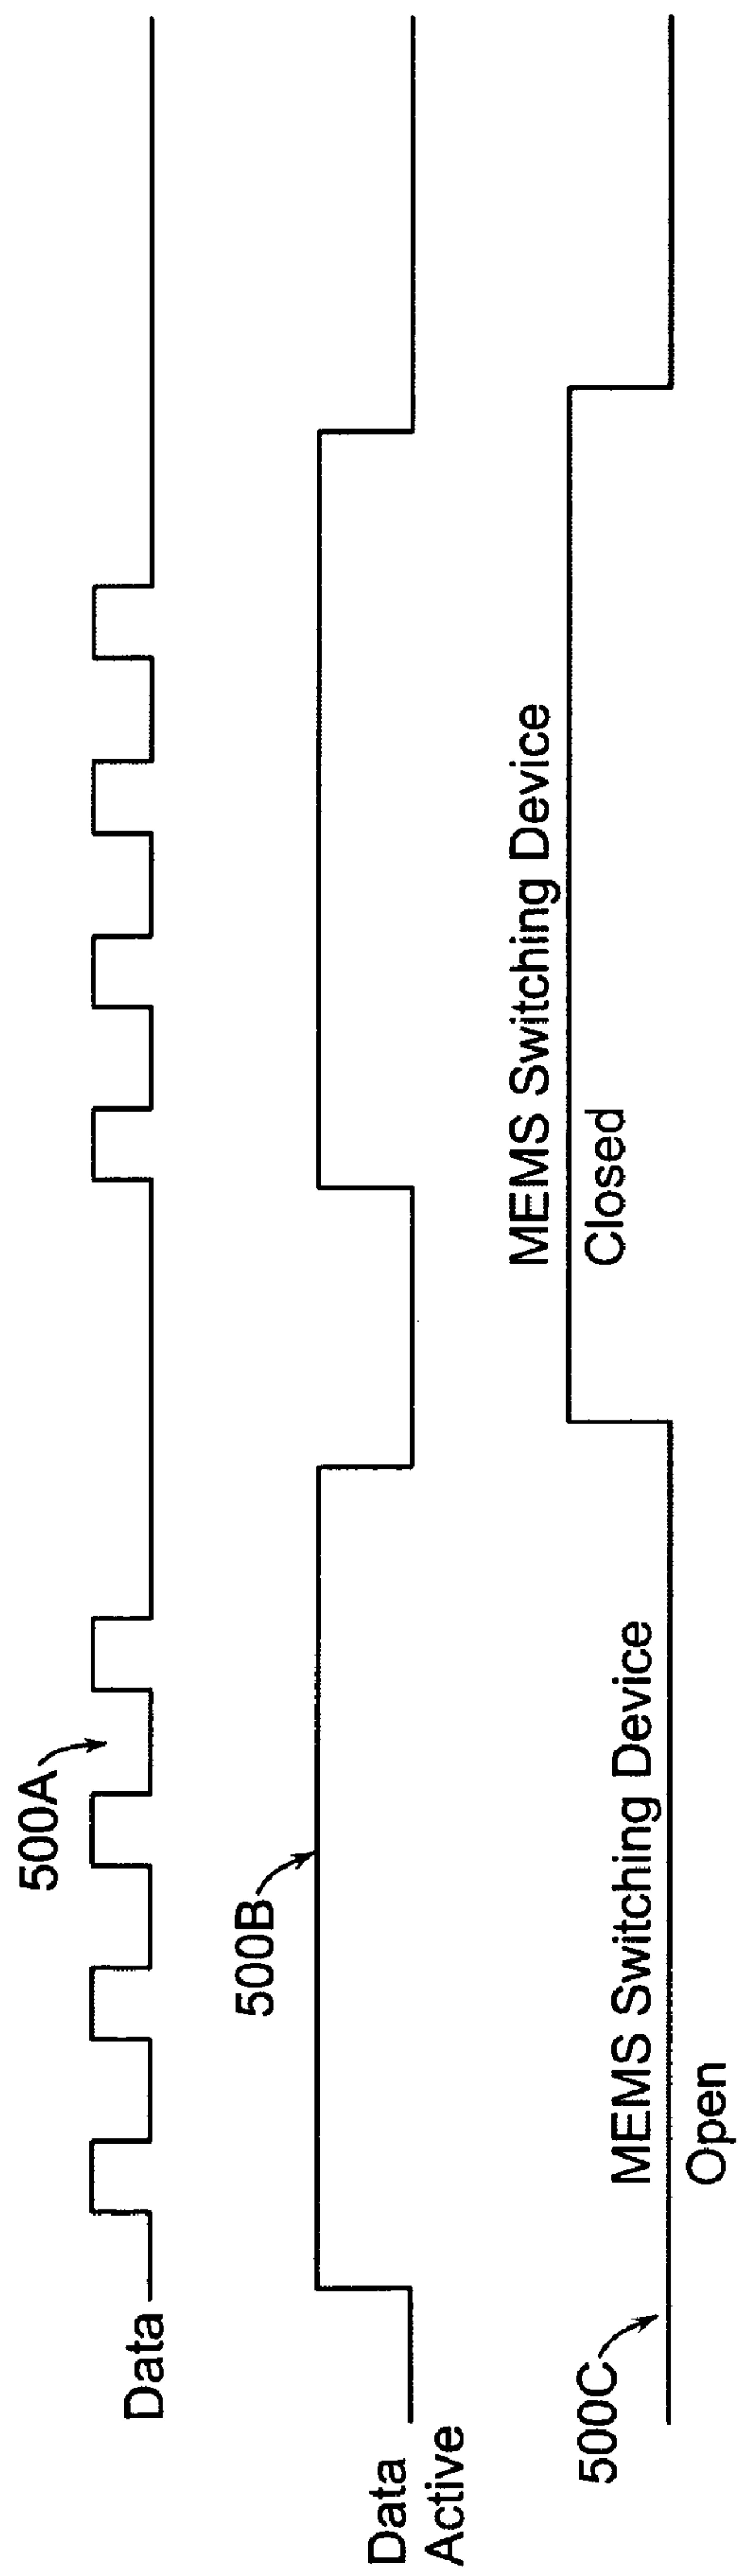 500A
Data
500B
Data
Active
MEMS Switching Device
Closed
MEMS Switching Device
Open
500C